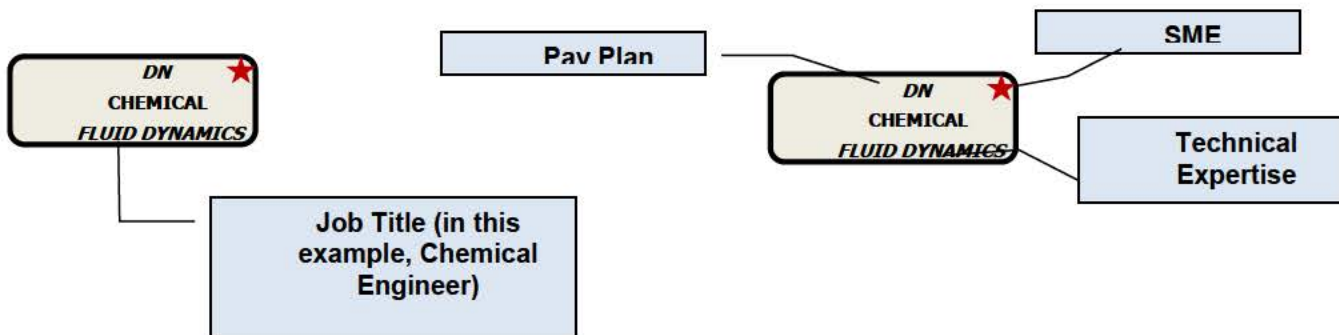 DN
CHEMICAL
FLUID DYNAMICS
Job Title (in this
example, Chemical
Engineer)
Pay Plan
SME
DN
CHEMICAL
FLUID DYNAMICS
Technical
Expertise